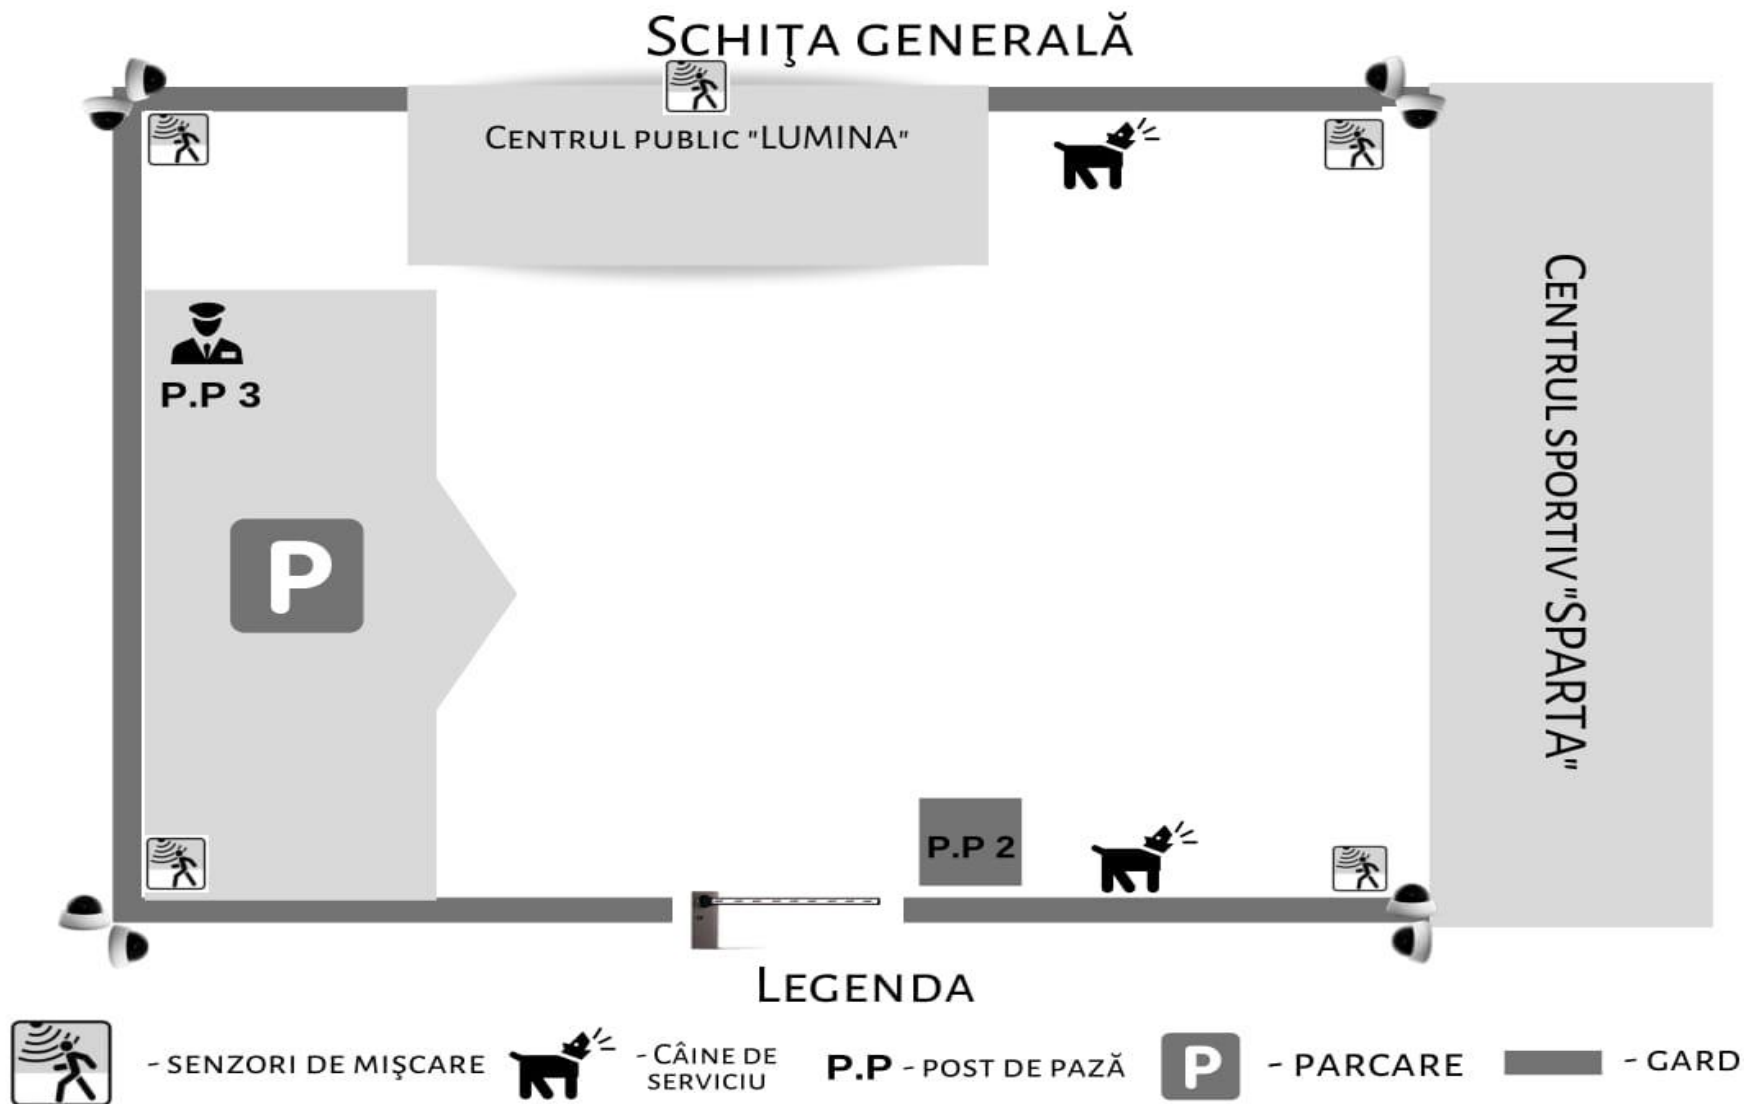 SCHIŢA GENERALĂ
CENTRUL PUBLIC "LUMINA"
P.P 3
P
CENTRUL SPORTIV "SPARTA"
P.P 2
LEGENDA
- SENZORI DE MIŞCARE
- CÂINE DE
SERVICIU
P.P - POST DE PAZĂ
P - PARCARE
- GARD